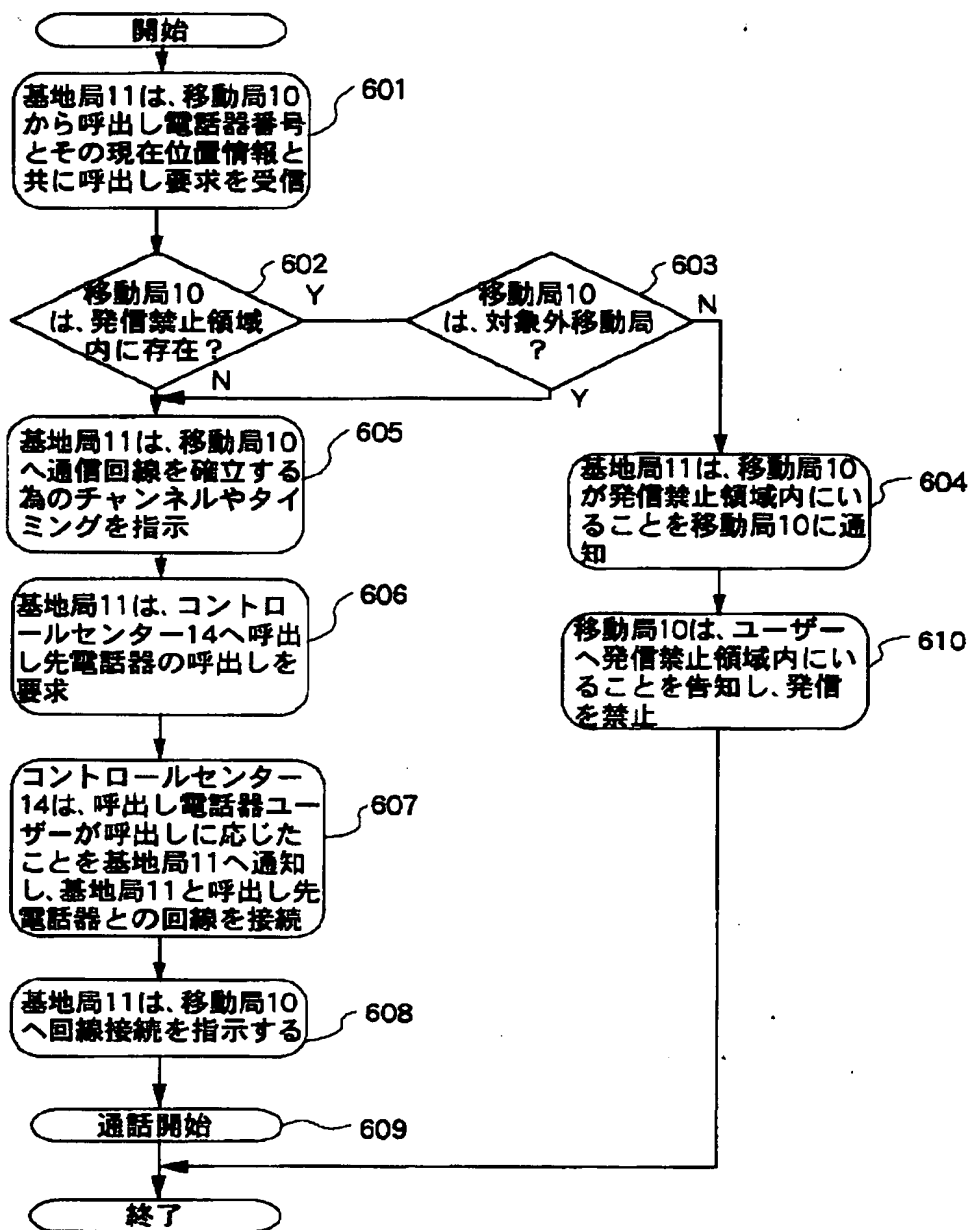 開始
基地局11は、移動局10
から呼出し電話器番号
とその現在位置情報と
共に呼出し要求を受信
601
移動局10
は、発信禁止領域
内に存在？
602
Y
N
移動局10
は、対象外移動局
？
603
N
Y
基地局11は、移動局10
へ通信回線を確立する
為のチャンネルやタイ
ミングを指示
605
基地局11は、移動局10
が発信禁止領域内にい
ることを移動局10に通
知
604
基地局11は、コントロ
ールセンター14へ呼出
し先電話器の呼出しを
要求
606
移動局10は、ユーザー
へ発信禁止領域内にい
ることを告知し、発信
を禁止
610
コントロールセンター
14は、呼出し電話器ユー
ザーが呼出しに応じた
ことを基地局11へ通知
し、基地局11と呼出し先
電話器との回線を接続
607
基地局11は、移動局10
へ回線接続を指示する
608
通話開始
609
終了